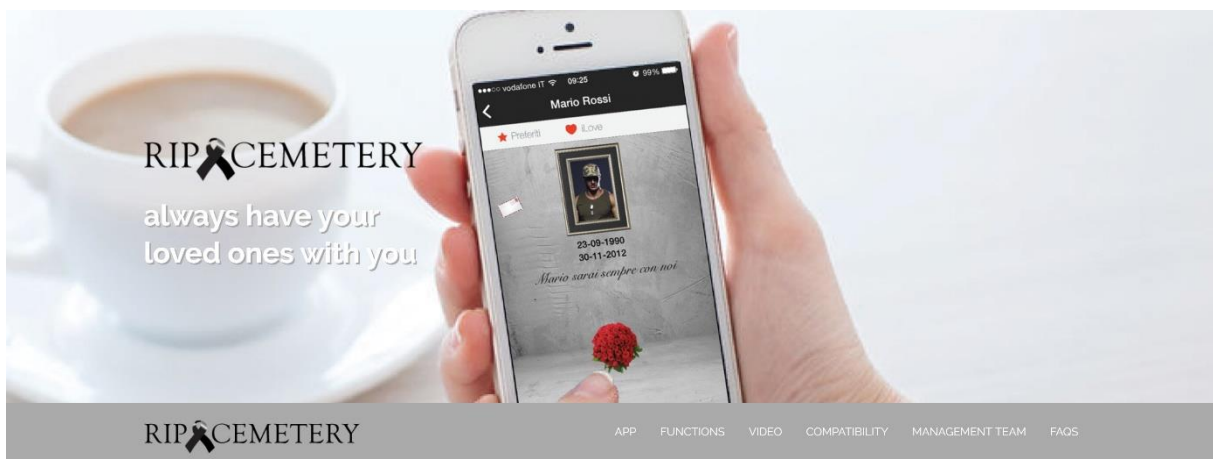 RIP CEMETERY
always have your
loved ones with you
vodafone IT 09:25 99%
Mario Rossi
Preferiti iLove
23-09-1990
30-11-2012
Mario sarai sempre con noi
RIP CEMETERY
APP FUNCTIONS VIDEO COMPATIBILITY MANAGEMENT TEAM FAQS